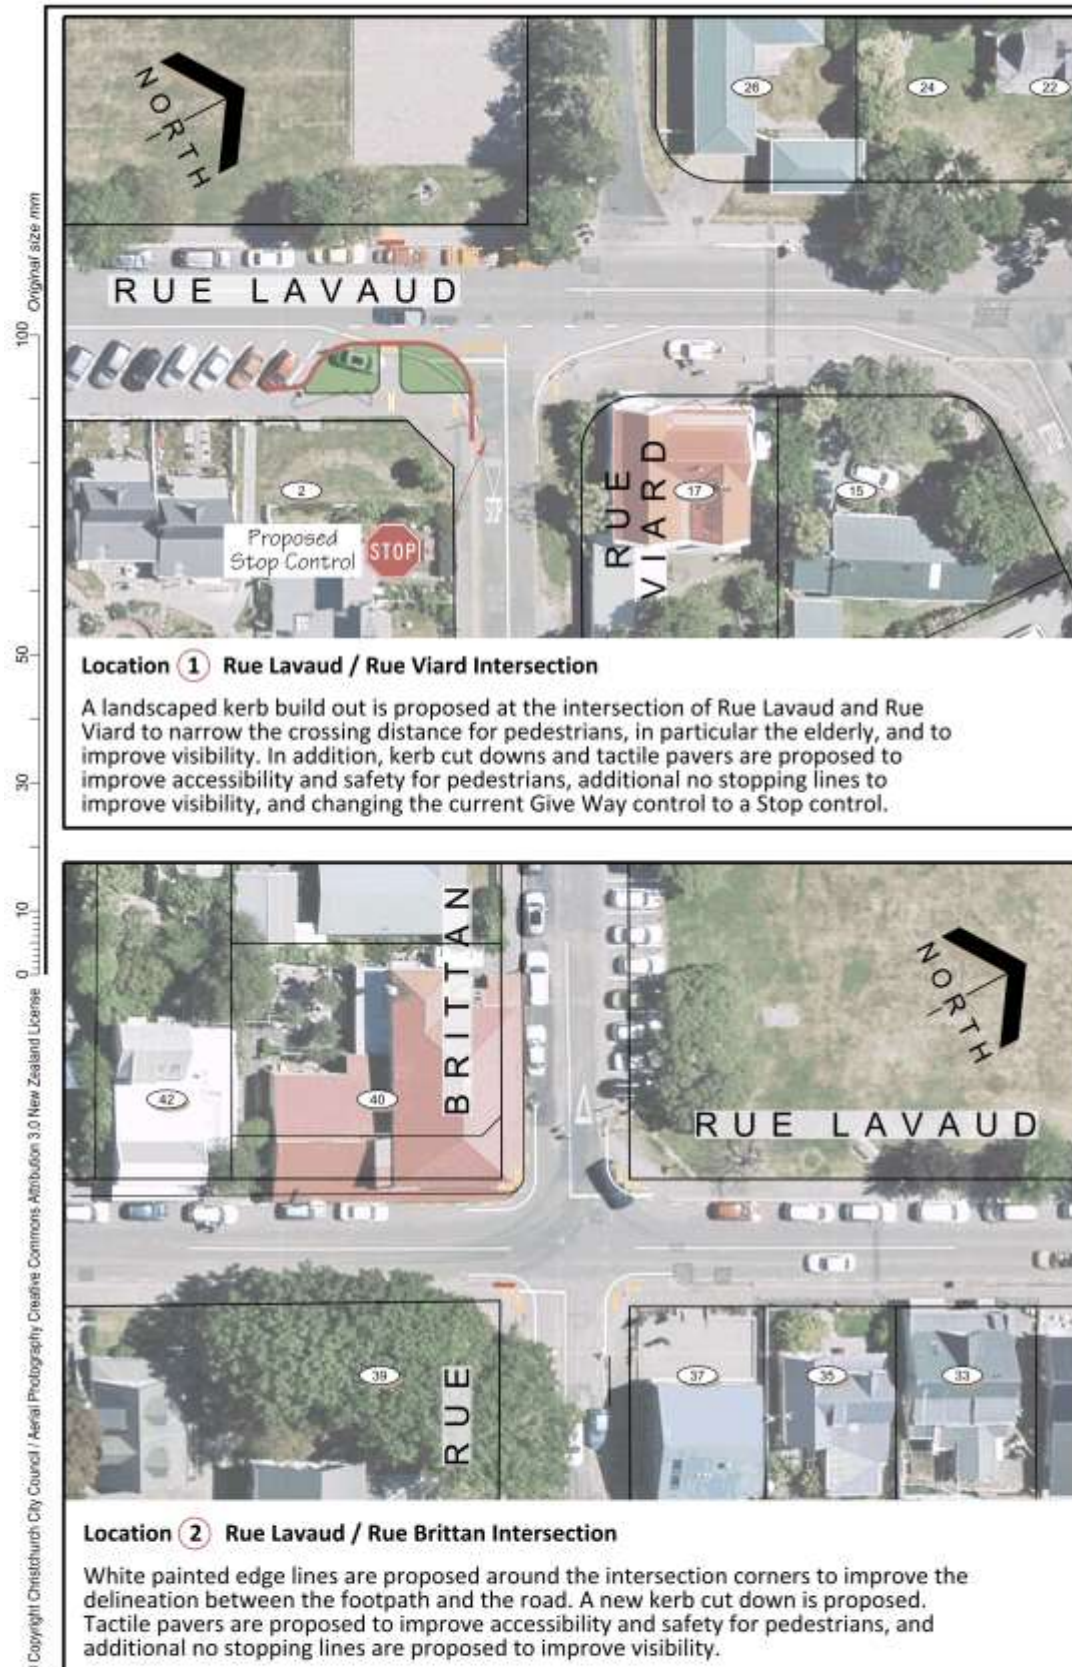 NORTH
26
24
22
RUE LAVAUD
2
17
15
RUE
VIARD
Proposed
Stop Control
STOP
STOP
Location 1 Rue Lavaud / Rue Viard Intersection
A landscaped kerb build out is proposed at the intersection of Rue Lavaud and Rue
Viard to narrow the crossing distance for pedestrians, in particular the elderly, and to
improve visibility. In addition, kerb cut downs and tactile pavers are proposed to
improve accessibility and safety for pedestrians, additional no stopping lines to
improve visibility, and changing the current Give Way control to a Stop control.
BRITTAN
NORTH
42
40
RUE LAVAUD
39
RUE
37
35
33
Location 2 Rue Lavaud / Rue Brittan Intersection
White painted edge lines are proposed around the intersection corners to improve the
delineation between the footpath and the road. A new kerb cut down is proposed.
Tactile pavers are proposed to improve accessibility and safety for pedestrians, and
additional no stopping lines are proposed to improve visibility.
Original size mm
100
50
30
10
0
Copyright Christchurch City Council / Aerial Photography Creative Commons Attribution 3.0 New Zealand License